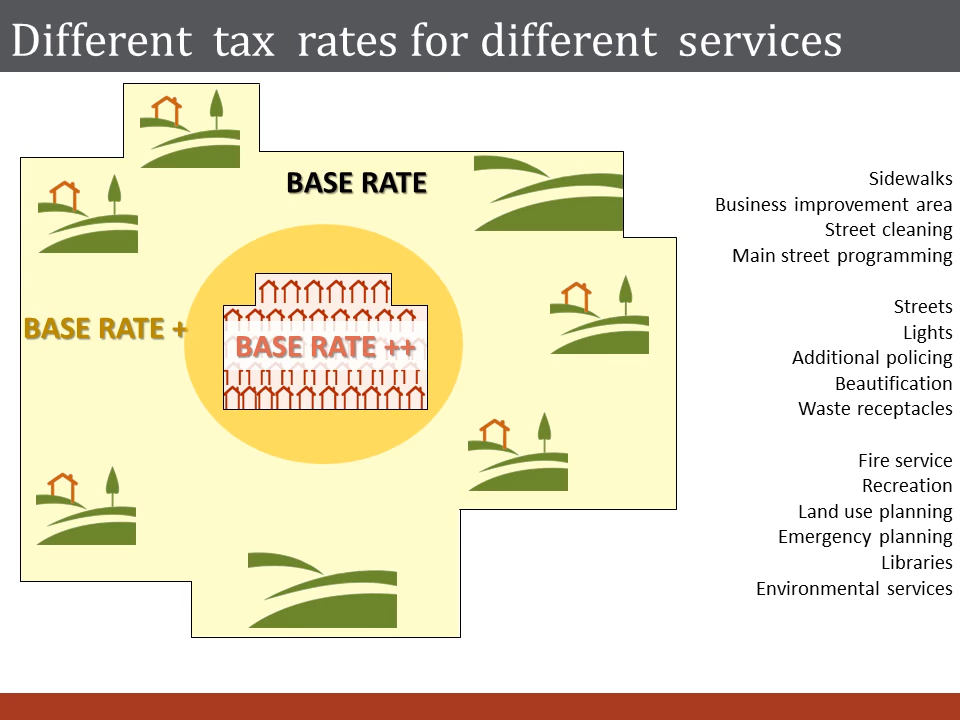 Different tax rates for different services
BASE RATE
BASE RATE +
BASE RATE ++
Sidewalks
Business improvement area
Street cleaning
Main street programming
Streets
Lights
Additional policing
Beautification
Waste receptacles
Fire service
Recreation
Land use planning
Emergency planning
Libraries
Environmental services